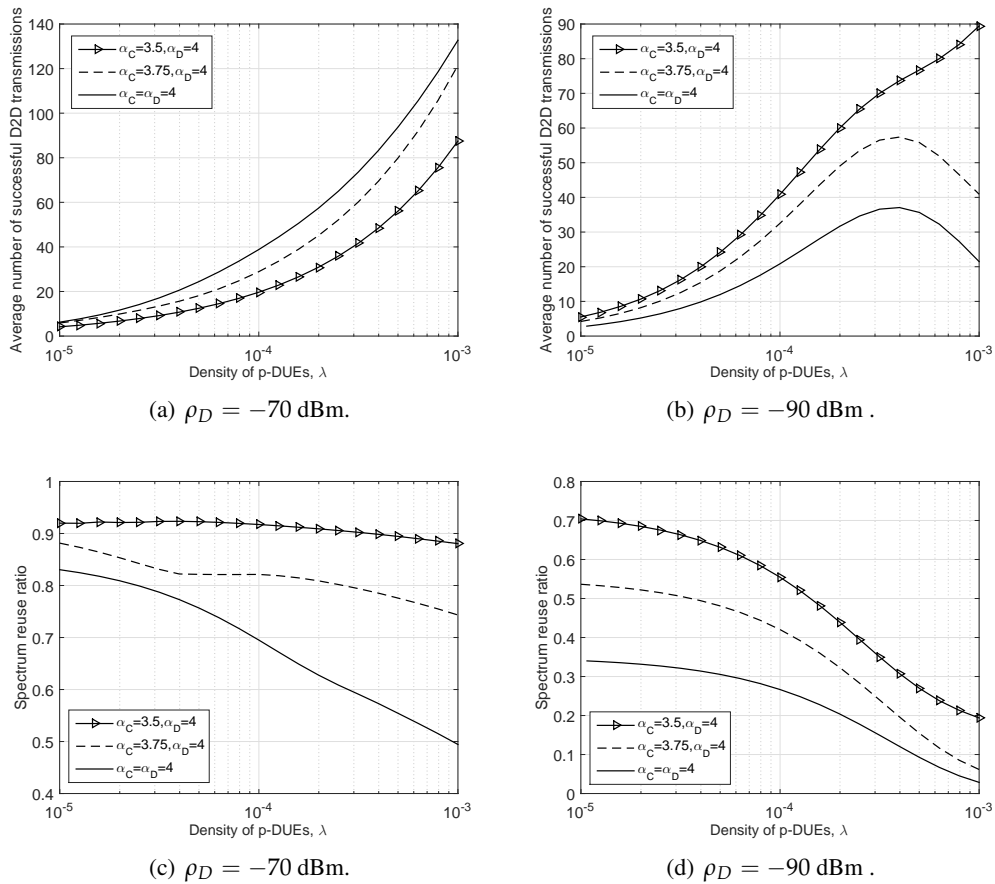 140
120
100
80
60
40
20
0
10^-5
10^-4
10^-3
Average number of successful D2D transmissions
Density of p-DUEs, λ
α_C=3.5,α_D=4
α_C=3.75,α_D=4
α_C=α_D=4
(a) ρ_D = −70 dBm.
90
80
70
60
50
40
30
20
10
0
10^-5
10^-4
10^-3
Average number of successful D2D transmissions
Density of p-DUEs, λ
α_C=3.5,α_D=4
α_C=3.75,α_D=4
α_C=α_D=4
(b) ρ_D = −90 dBm .
1
0.9
0.8
0.7
0.6
0.5
0.4
10^-5
10^-4
10^-3
Spectrum reuse ratio
Density of p-DUEs, λ
α_C=3.5,α_D=4
α_C=3.75,α_D=4
α_C=α_D=4
(c) ρ_D = −70 dBm.
0.8
0.7
0.6
0.5
0.4
0.3
0.2
0.1
0
10^-5
10^-4
10^-3
Spectrum reuse ratio
Density of p-DUEs, λ
α_C=3.5,α_D=4
α_C=3.75,α_D=4
α_C=α_D=4
(d) ρ_D = −90 dBm .